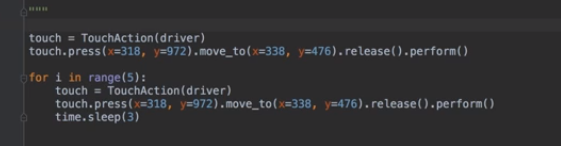 """
touch = TouchAction(driver)
touch.press(x=318, y=972).move_to(x=338, y=476).release().perform()
for i in range(5):
    touch = TouchAction(driver)
    touch.press(x=318, y=972).move_to(x=338, y=476).release().perform()
    time.sleep(3)